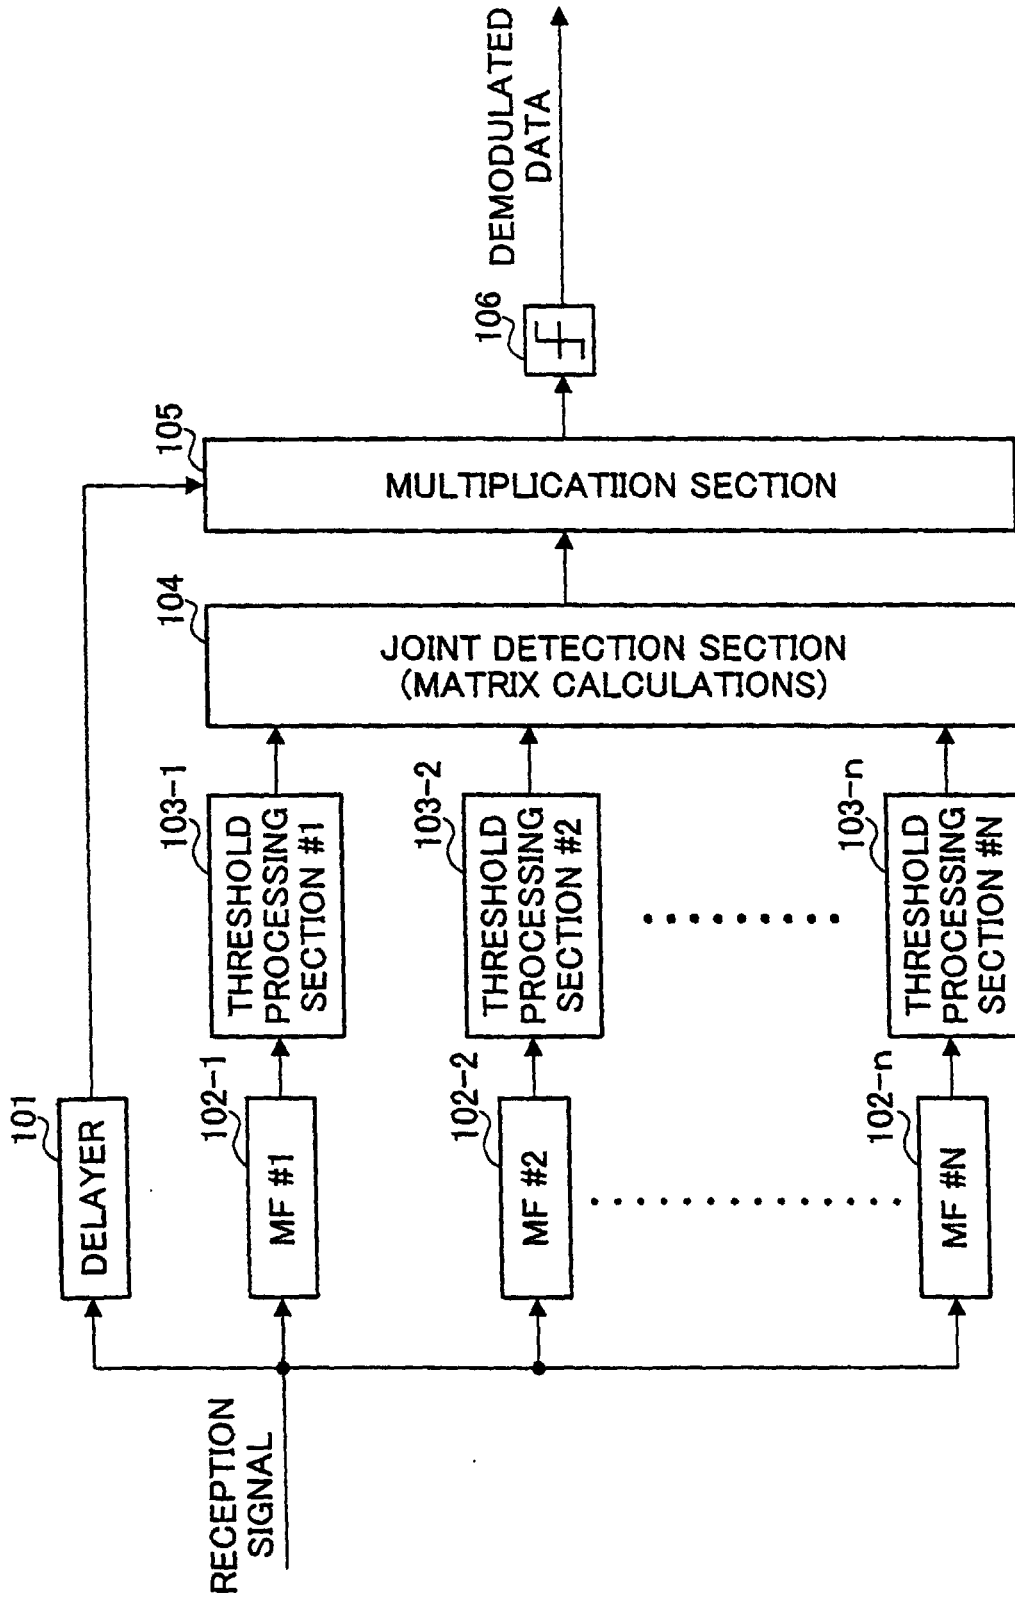 RECEPTION
SIGNAL
101
DELAYER
102-1
MF #1
102-2
MF #2
102-n
MF #N
103-1
THRESHOLD
PROCESSING
SECTION #1
103-2
THRESHOLD
PROCESSING
SECTION #2
103-n
THRESHOLD
PROCESSING
SECTION #N
104
JOINT DETECTION SECTION
(MATRIX CALCULATIONS)
105
MULTIPLICATIION SECTION
106
DEMODULATED
DATA